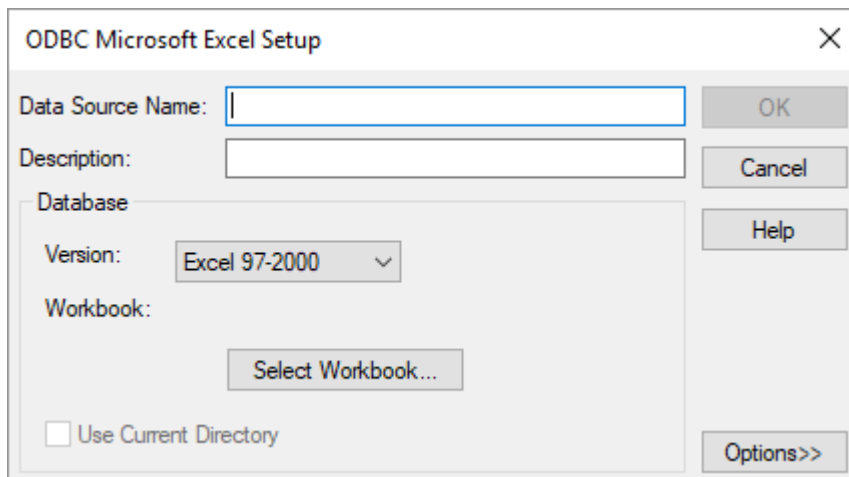 ODBC Microsoft Excel Setup
Data Source Name:
OK
Description:
Cancel
Database
Help
Version:
Excel 97-2000
Workbook:
Select Workbook...
Use Current Directory
Options>>